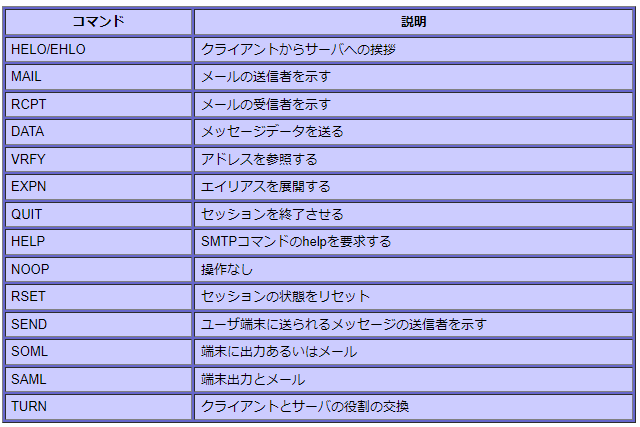 コマンド 説明
HELO/EHLO クライアントからサーバへの挨拶
MAIL メールの送信者を示す
RCPT メールの受信者を示す
DATA メッセージデータを送る
VRFY アドレスを参照する
EXPN エイリアスを展開する
QUIT セッションを終了させる
HELP SMTPコマンドのhelpを要求する
NOOP 操作なし
RSET セッションの状態をリセット
SEND ユーザ端末に送られるメッセージの送信者を示す
SOML 端末に出力あるいはメール
SAML 端末出力とメール
TURN クライアントとサーバの役割の交換